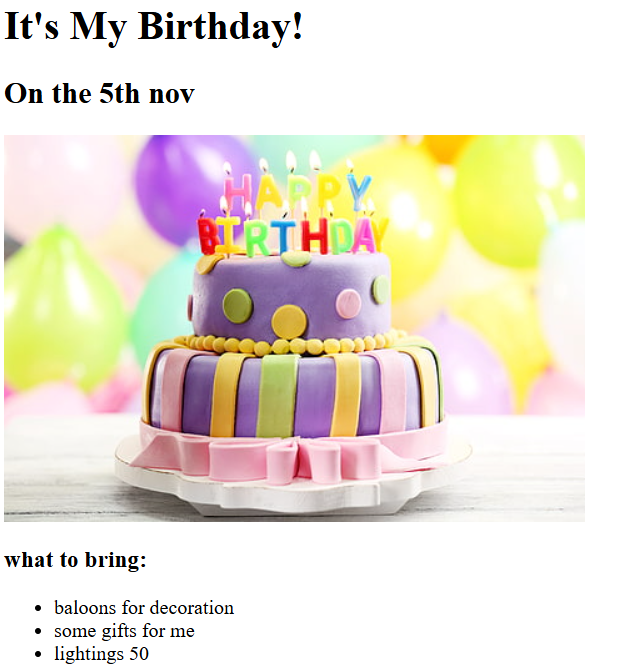 It's My Birthday!
On the 5th nov
HAPPY
BIRTHDAY
what to bring:
baloons for decoration
some gifts for me
lightings 50